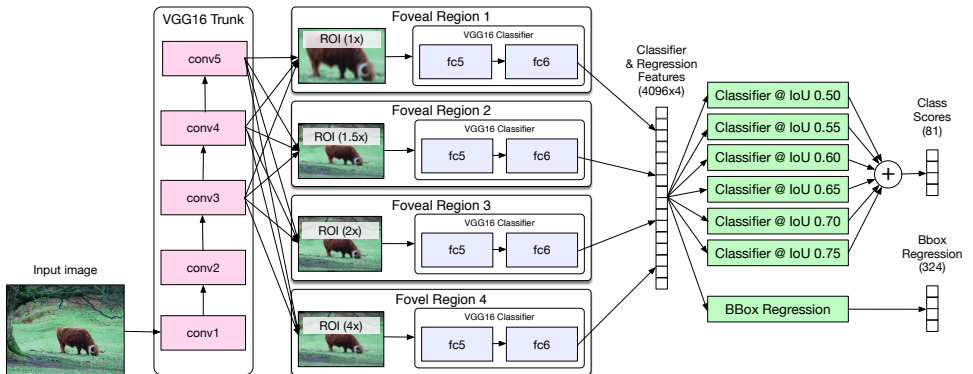 VGG16 Trunk
conv5
conv4
conv3
conv2
conv1
Input image
Foveal Region 1
ROI (1x)
VGG16 Classifier
fc5
fc6
Foveal Region 2
ROI (1.5x)
VGG16 Classifier
fc5
fc6
Foveal Region 3
ROI (2x)
VGG16 Classifier
fc5
fc6
Fovel Region 4
ROI (4x)
VGG16 Classifier
fc5
fc6
Classifier
& Regression
Features
(4096x4)
Classifier @ IoU 0.50
Classifier @ IoU 0.55
Classifier @ IoU 0.60
Classifier @ IoU 0.65
Classifier @ IoU 0.70
Classifier @ IoU 0.75
BBox Regression
+
Class
Scores
(81)
Bbox
Regression
(324)